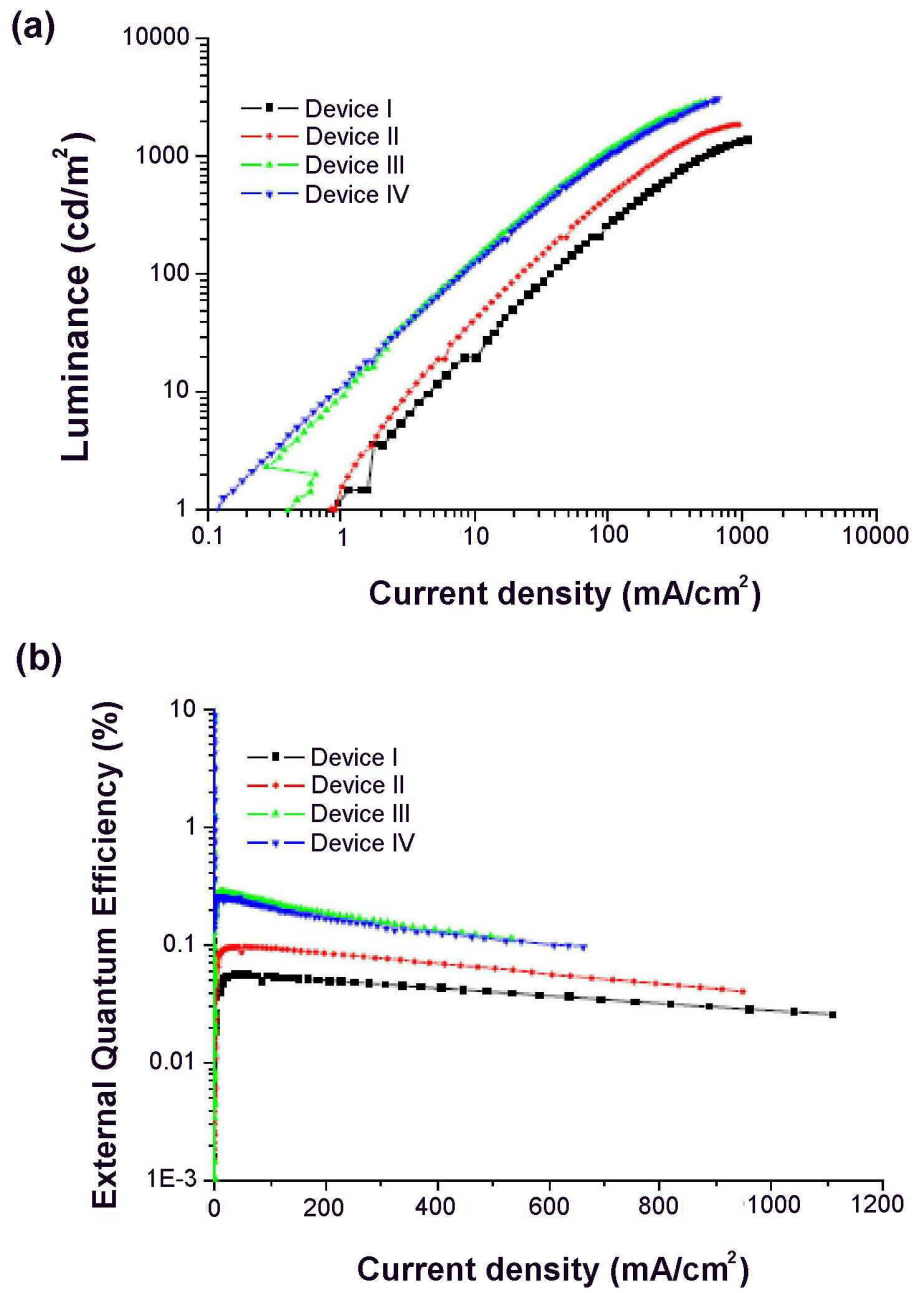 (a)
10000
1000
100
10
1
Luminance (cd/m²)
Device I
Device II
Device III
Device IV
0.1
1
10
100
1000
10000
Current density (mA/cm²)
(b)
10
1
0.1
0.01
1E-3
External Quantum Efficiency (%)
Device I
Device II
Device III
Device IV
0
200
400
600
800
1000
1200
Current density (mA/cm²)